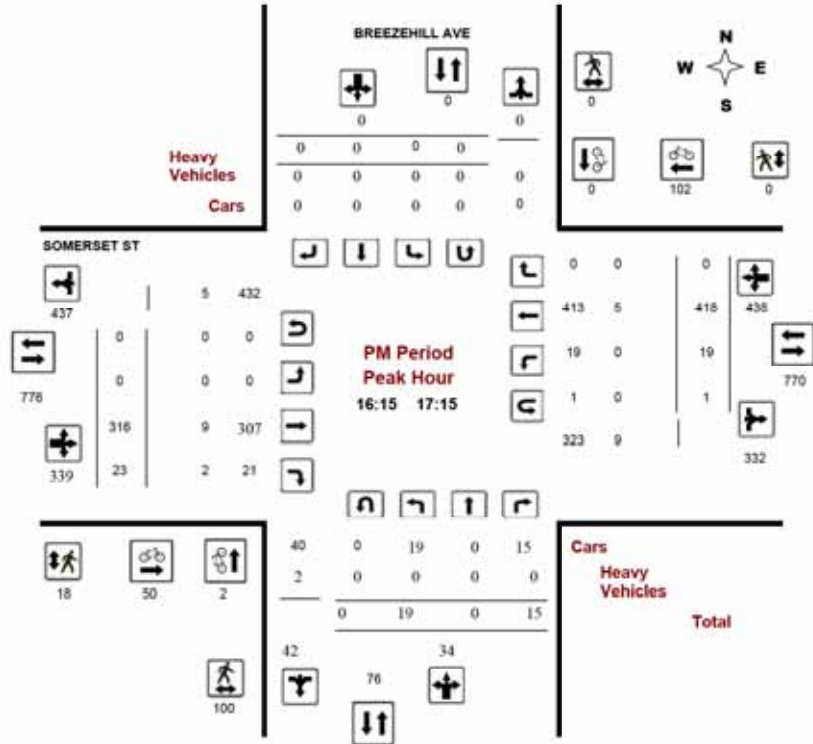 BREEZEHILL AVE
N
W E
S
0
0
0 0
0 0 0 0
Heavy
Vehicles
0 0 0 0 0
Cars
0 0 0 0 0
0 102 0
SOMERSET ST
437
5 432
0 0 0
776
0 0 0
316 9 307
339
23 2 21
PM Period
Peak Hour
16:15 17:15
0 0 0
413 5 418 438
19 0 19
770
1 0 1
323 9
332
18 50 2
100
40 0 19 0 15
Cars
2 0 0 0 0
Heavy
Vehicles
0 19 0 15
Total
42 34
76